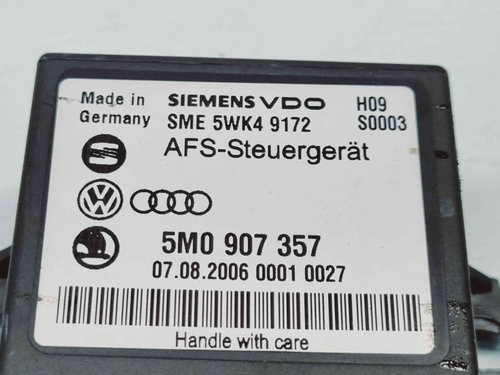 Made in SIEMENS VDO H09
Germany SME 5WK4 9172 S0003
AFS-Steuergerät
5M0 907 357
07.08.2006 0001 0027
Handle with care